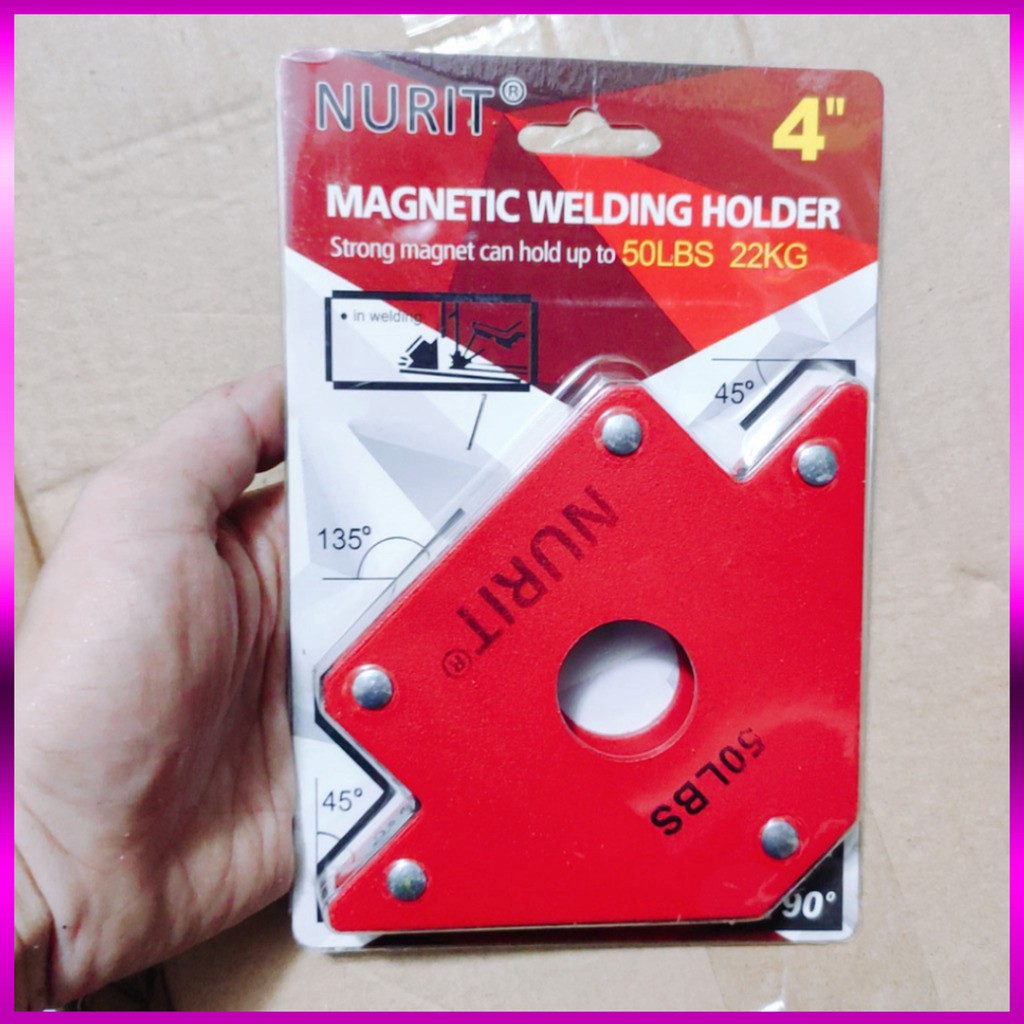 NURIT®
4"
MAGNETIC WELDING HOLDER
Strong magnet can hold up to 50LBS 22KG
• in welding
45°
135°
NURIT®
50LBS
45°
90°